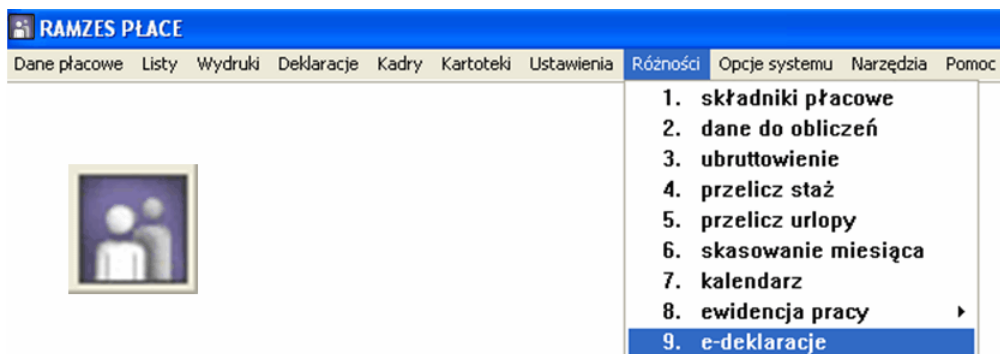 RAMZES PŁACE
Dane płacowe Listy Wydruki Deklaracje Kadry Kartoteki Ustawienia Różności Opcje systemu Narzędzia Pomoc
1. składniki płacowe
2. dane do obliczeń
3. ubruttowienie
4. przelicz staż
5. przelicz urlopy
6. skasowanie miesiąca
7. kalendarz
8. ewidencja pracy
9. e-deklaracje